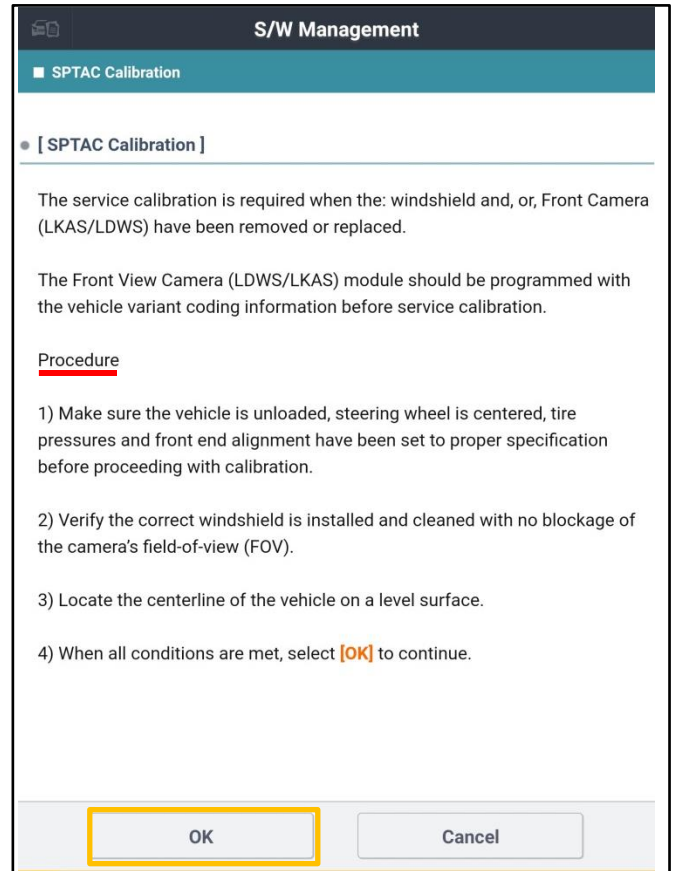 S/W Management
SPTAC Calibration
[ SPTAC Calibration ]
The service calibration is required when the: windshield and, or, Front Camera
(LKAS/LDWS) have been removed or replaced.
The Front View Camera (LDWS/LKAS) module should be programmed with
the vehicle variant coding information before service calibration.
Procedure
1) Make sure the vehicle is unloaded, steering wheel is centered, tire
pressures and front end alignment have been set to proper specification
before proceeding with calibration.
2) Verify the correct windshield is installed and cleaned with no blockage of
the camera’s field-of-view (FOV).
3) Locate the centerline of the vehicle on a level surface.
4) When all conditions are met, select [OK] to continue.
OK Cancel